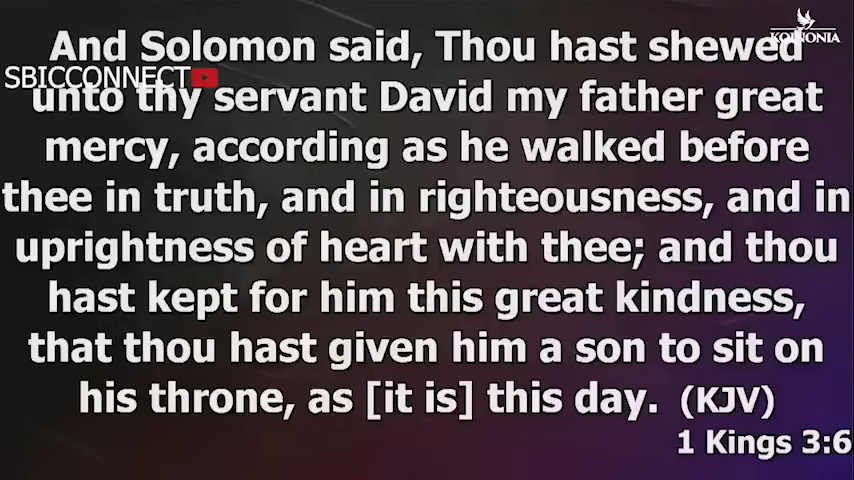 KOINONIA
And Solomon said, Thou hast shewed
SBICCONNECT
unto thy servant David my father great
mercy, according as he walked before
thee in truth, and in righteousness, and in
uprightness of heart with thee; and thou
hast kept for him this great kindness,
that thou hast given him a son to sit on
his throne, as [it is] this day. (KJV)
1 Kings 3:6